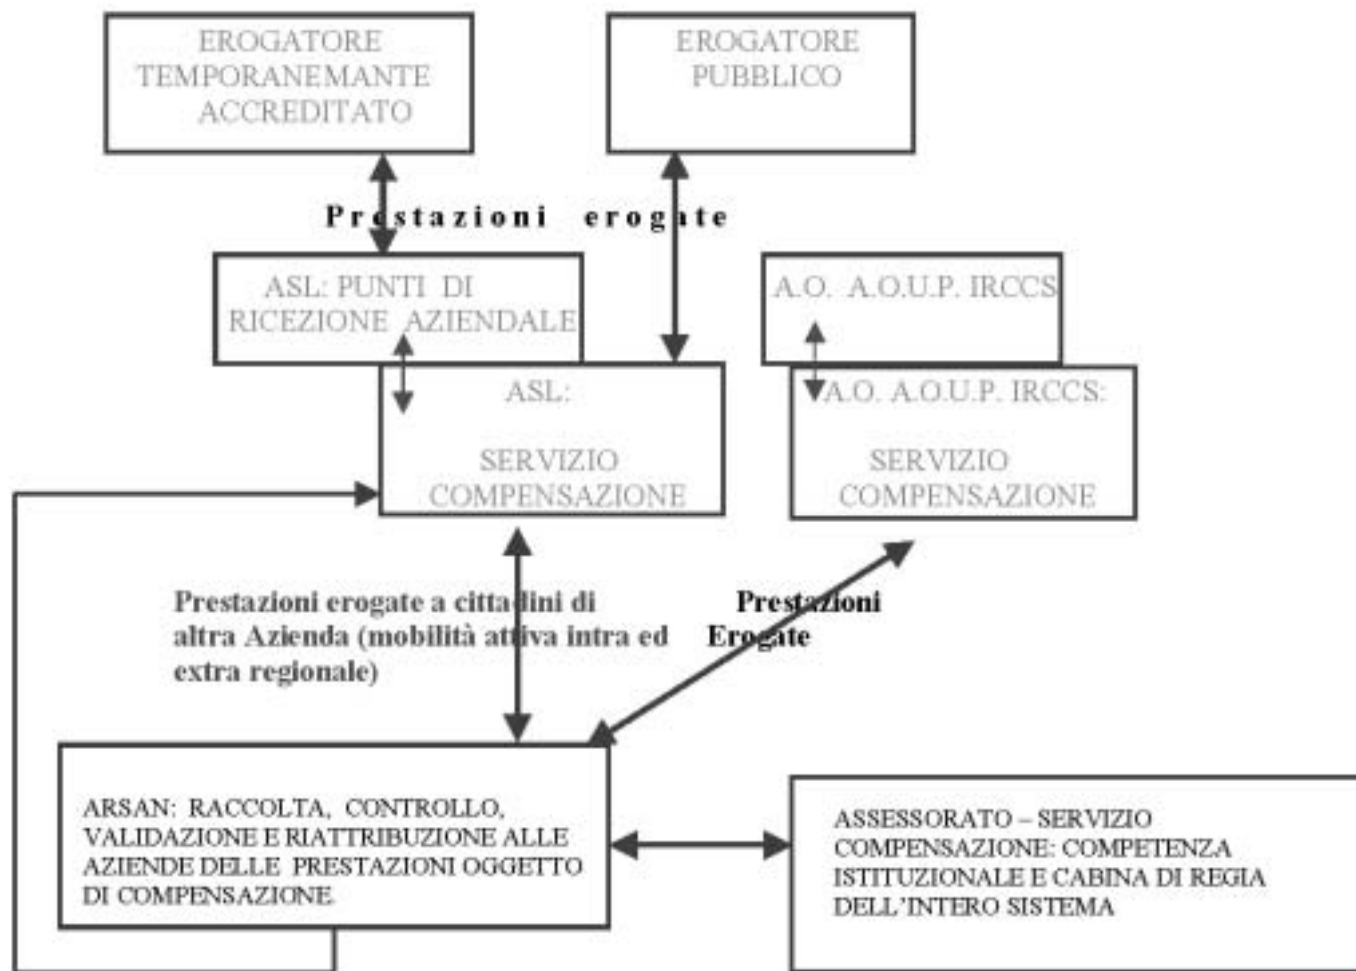 EROGATORE
TEMPORANEMANTE
ACCREDITATO
EROGATORE
PUBBLICO
Prestazioni erogate
ASL: PUNTI DI
RICEZIONE AZIENDALE
A.O. A.O.U.P. IRCCS
ASL:
SERVIZIO
COMPENSAZIONE
A.O. A.O.U.P. IRCCS:
SERVIZIO
COMPENSAZIONE
Prestazioni erogate a cittadini di
altra Azienda (mobilità attiva intra ed
extra regionale)
Prestazioni
Erogate
ARSAN: RACCOLTA, CONTROLLO,
VALIDAZIONE E RIATTRIBUZIONE ALLE
AZIENDE DELLE PRESTAZIONI OGGETTO
DI COMPENSAZIONE.
ASSESSORATO – SERVIZIO
COMPENSAZIONE: COMPETENZA
ISTITUZIONALE E CABINA DI REGIA
DELL'INTERO SISTEMA